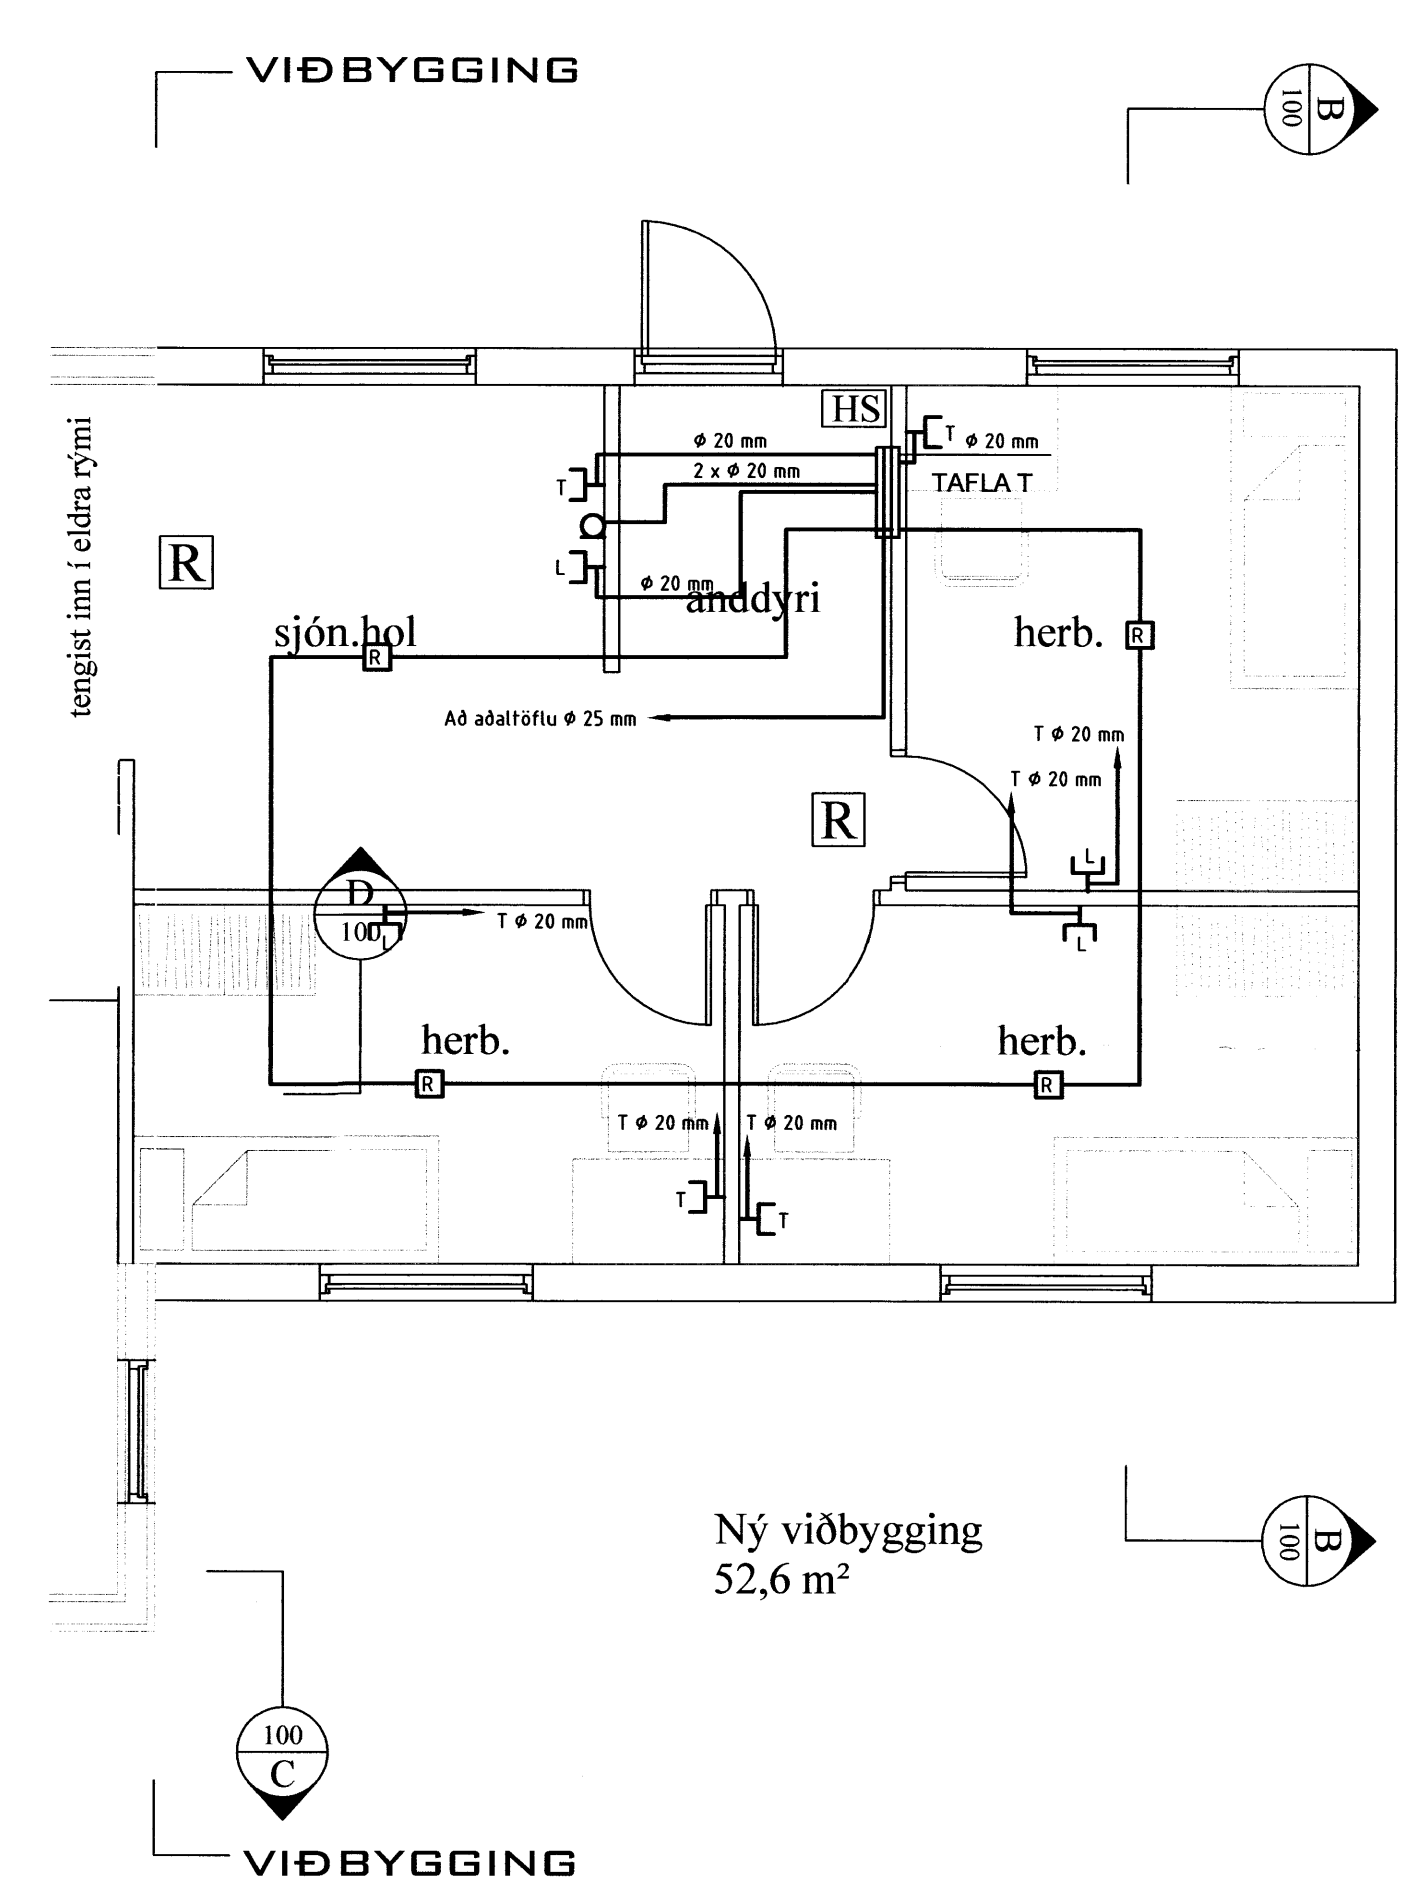 VIÐBYGGING
B
100
HS
T
ø 20 mm
ø 20 mm
2 x ø 20 mm
TAFLA T
T
L
ø 20 mm
anddyri
R
tengist inn í eldra rými
sjón.hol
R
herb.
R
Að aðaltöflu ø 25 mm
T ø 20 mm
T ø 20 mm
R
L
D
100
L
T ø 20 mm
L
herb.
herb.
R
R
T ø 20 mm
T ø 20 mm
T
T
Ný viðbygging
52,6 m²
B
100
100
C
VIÐBYGGING